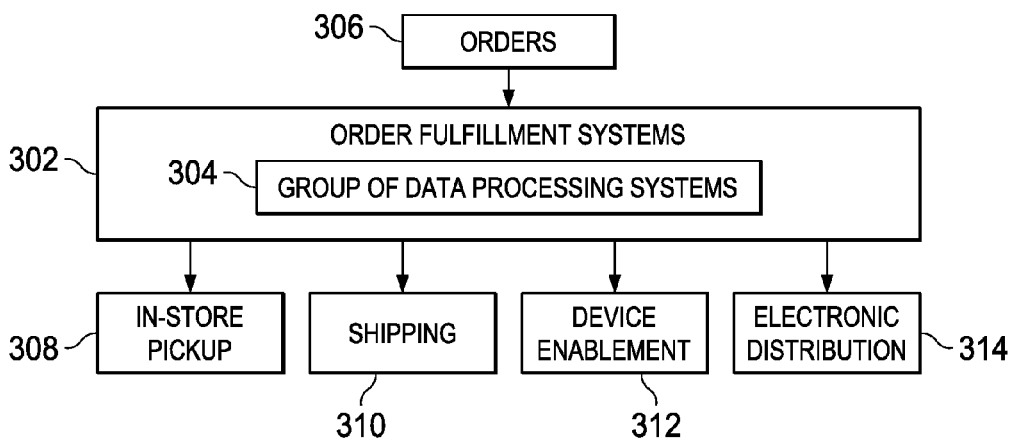 306
ORDERS
ORDER FULFILLMENT SYSTEMS
302
304
GROUP OF DATA PROCESSING SYSTEMS
IN-STORE
PICKUP
308
SHIPPING
310
DEVICE
ENABLEMENT
312
ELECTRONIC
DISTRIBUTION
314